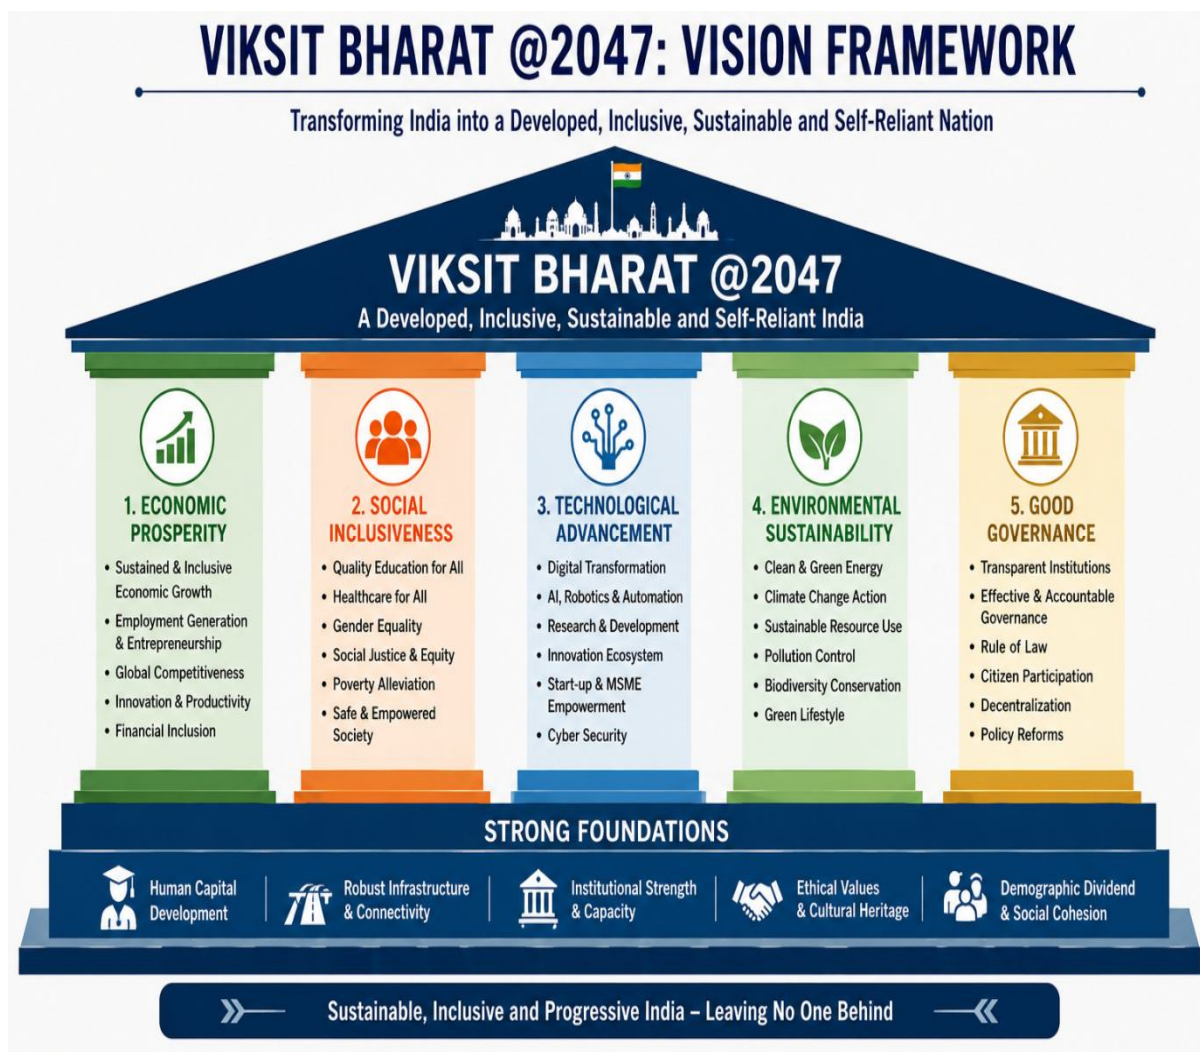 VIKSIT BHARAT @2047: VISION FRAMEWORK
Transforming India into a Developed, Inclusive, Sustainable and Self-Reliant Nation
VIKSIT BHARAT @2047
A Developed, Inclusive, Sustainable and Self-Reliant India
1. ECONOMIC
PROSPERITY
• Sustained & Inclusive
Economic Growth
• Employment Generation
& Entrepreneurship
• Global Competitiveness
• Innovation & Productivity
• Financial Inclusion
2. SOCIAL
INCLUSIVENESS
• Quality Education for All
• Healthcare for All
• Gender Equality
• Social Justice & Equity
• Poverty Alleviation
• Safe & Empowered
Society
3. TECHNOLOGICAL
ADVANCEMENT
• Digital Transformation
• AI, Robotics & Automation
• Research & Development
• Innovation Ecosystem
• Start-up & MSME
Empowerment
• Cyber Security
4. ENVIRONMENTAL
SUSTAINABILITY
• Clean & Green Energy
• Climate Change Action
• Sustainable Resource Use
• Pollution Control
• Biodiversity Conservation
• Green Lifestyle
5. GOOD
GOVERNANCE
• Transparent Institutions
• Effective & Accountable
Governance
• Rule of Law
• Citizen Participation
• Decentralization
• Policy Reforms
STRONG FOUNDATIONS
Human Capital
Development
Robust Infrastructure
& Connectivity
Institutional Strength
& Capacity
Ethical Values
& Cultural Heritage
Demographic Dividend
& Social Cohesion
Sustainable, Inclusive and Progressive India – Leaving No One Behind